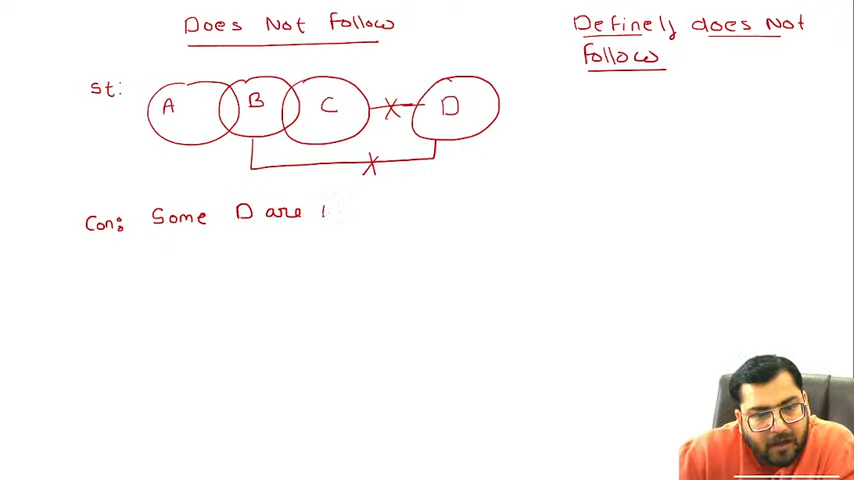 Does Not Follow
Definely does Not
follow
St:
A B C D
Con: Some D are